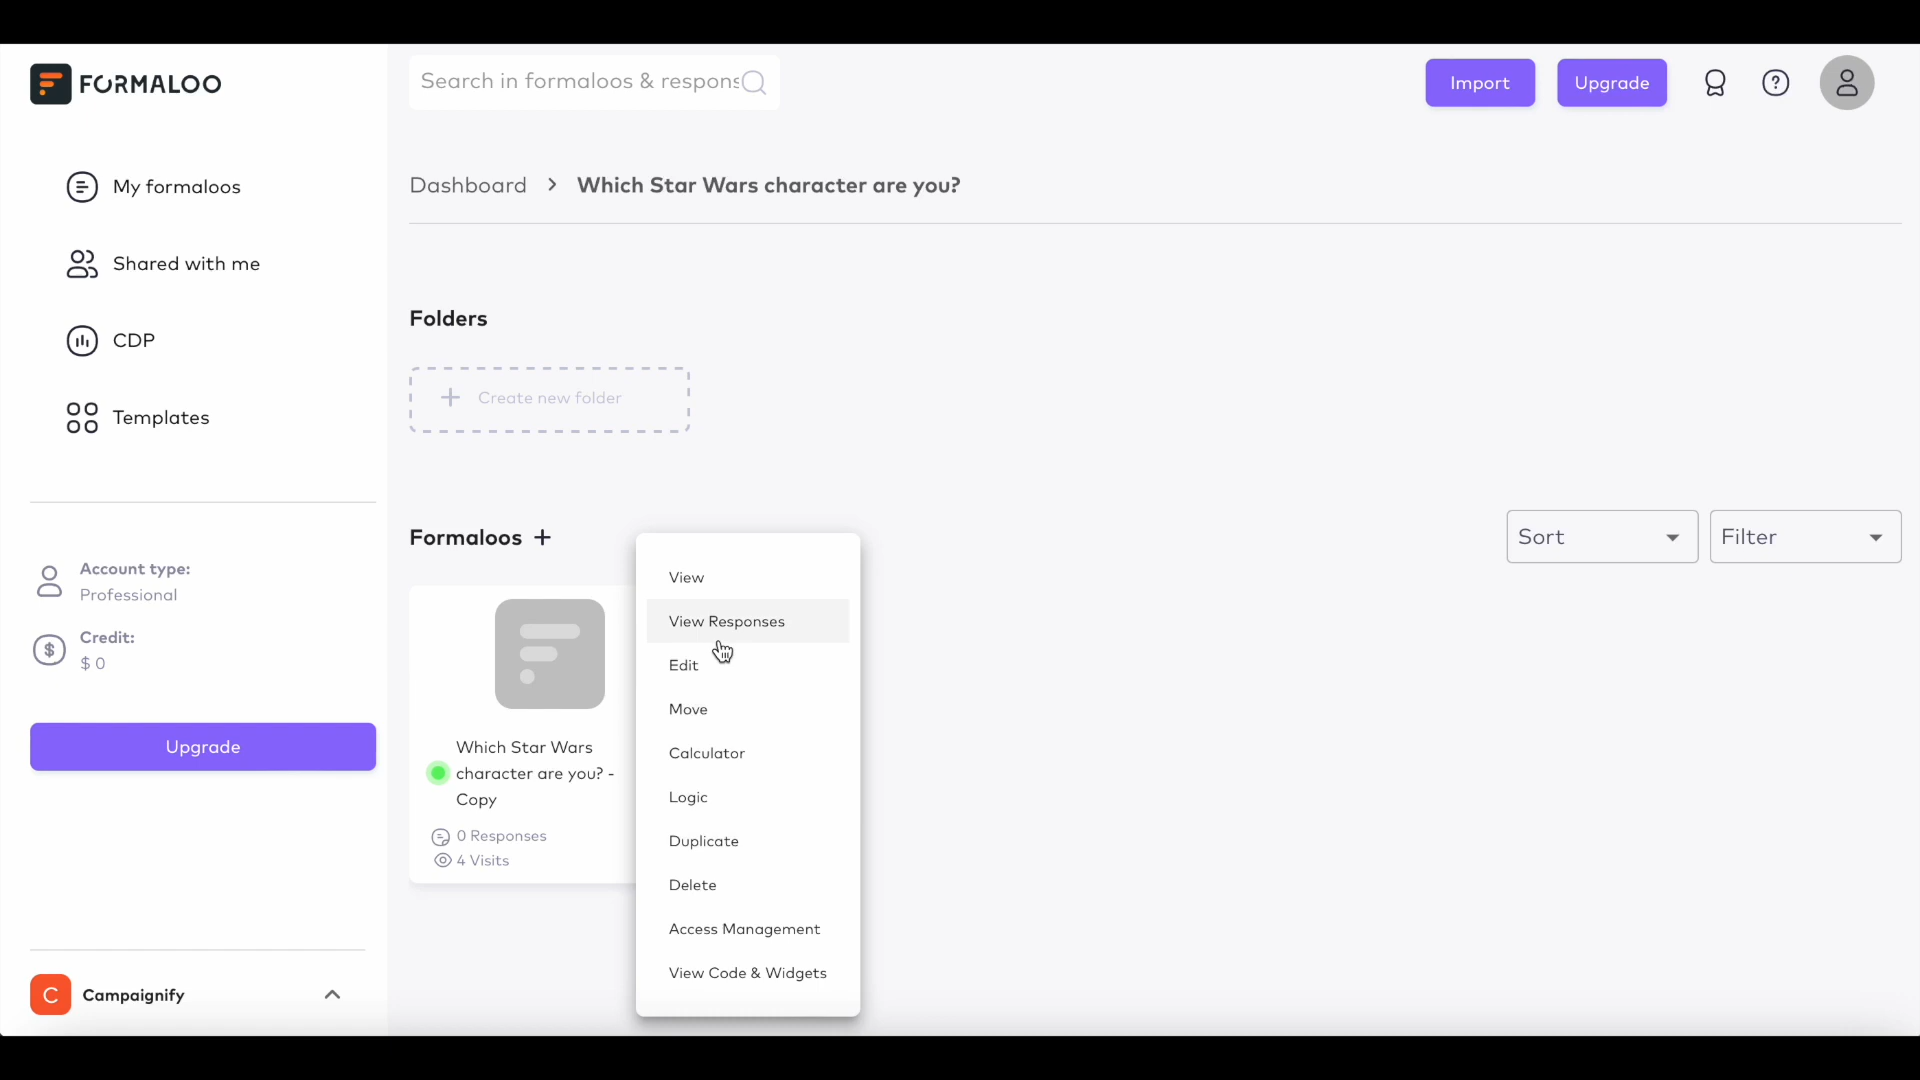 FORMALOO
Search in formaloos & respons
Import
Upgrade
My formaloos
Shared with me
CDP
Templates
Account type:
Professional
Credit:
$ 0
Upgrade
C Campaignify
Dashboard > Which Star Wars character are you?
Folders
+ Create new folder
Formaloos +
Sort
Filter
Which Star Wars
character are you? -
Copy
0 Responses
4 Visits
View
View Responses
Edit
Move
Calculator
Logic
Duplicate
Delete
Access Management
View Code & Widgets